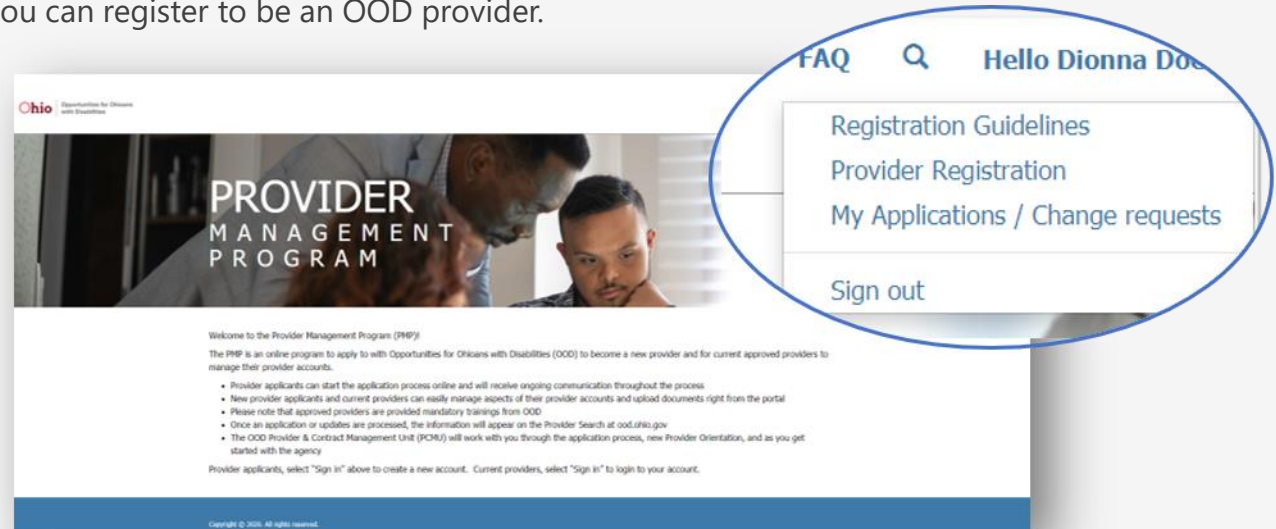 ou can register to be an OOD provider.
FAQ Hello Dionna Doe
Registration Guidelines
Provider Registration
My Applications / Change requests
Sign out
Ohio Opportunities for Ohioans
with Disabilities
PROVIDER
MANAGEMENT
PROGRAM
Welcome to the Provider Management Program (PMP)!
The PMP is an online program to apply to with Opportunities for Ohioans with Disabilities (OOD) to become a new provider and for current approved providers to
manage their provider accounts.
• Provider applicants can start the application process online and will receive ongoing communication throughout the process
• New provider applicants and current providers can easily manage aspects of their provider accounts and upload documents right from the portal
• Please note that approved providers are provided mandatory trainings from OOD
• Once an application or updates are processed, the information will appear on the Provider Search at ood.ohio.gov
• The OOD Provider & Contract Management Unit (PCMU) will work with you through the application process, new Provider Orientation, and as you get
started with the agency
Provider applicants, select "Sign in" above to create a new account. Current providers, select "Sign in" to login to your account.
Copyright © 2020. All rights reserved.